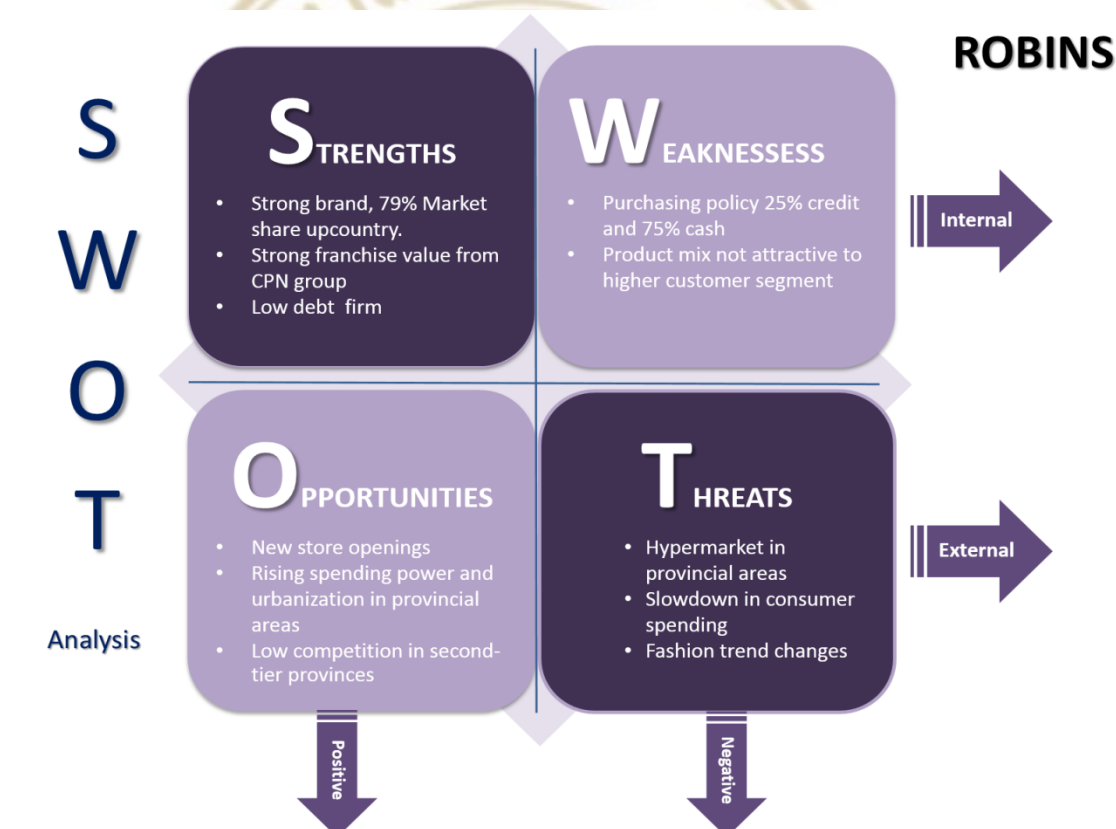 ROBINS
S
W
O
T
Analysis
STRENGTHS
• Strong brand, 79% Market
share upcountry.
• Strong franchise value from
CPN group
• Low debt  firm
WEAKNESSESS
• Purchasing policy 25% credit
and 75% cash
• Product mix not attractive to
higher customer segment
Internal
OPPORTUNITIES
• New store openings
• Rising spending power and
urbanization in provincial
areas
• Low competition in second-
tier provinces
THREATS
• Hypermarket in
provincial areas
• Slowdown in consumer
spending
• Fashion trend changes
External
Positive
Negative